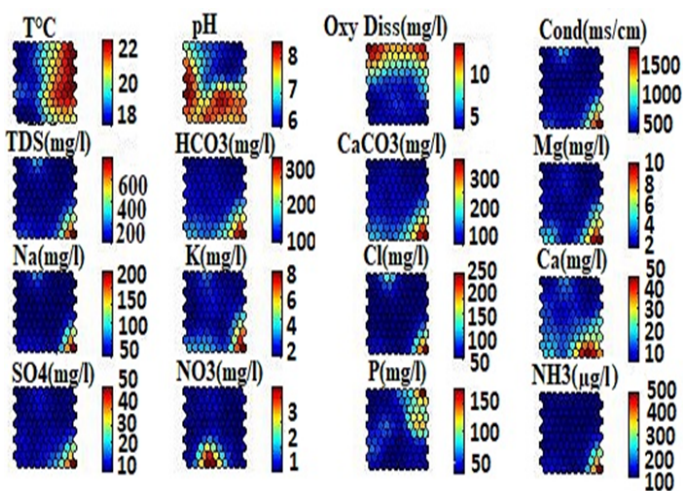 T°C pH Oxy Diss(mg/l) Cond(ms/cm)
22 20 18
8 7 6
10 5
1500 1000 500
TDS(mg/l) HCO3(mg/l) CaCO3(mg/l) Mg(mg/l)
600 400 200
300 200 100
300 200 100
10 8 6 4 2
Na(mg/l) K(mg/l) Cl(mg/l) Ca(mg/l)
200 150 100 50
8 6 4 2
250 200 150 100 50
50 40 30 20 10
SO4(mg/l) NO3(mg/l) P(mg/l) NH3(µg/l)
50 40 30 20 10
3 2 1
150 100 50
500 400 300 200 100